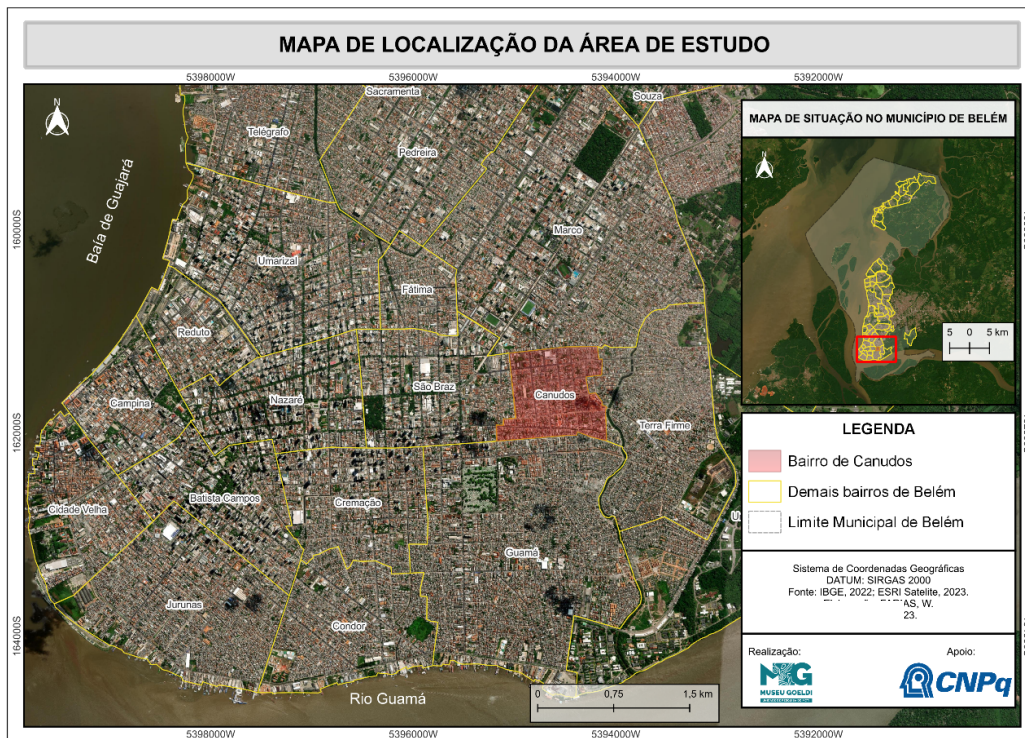 MAPA DE LOCALIZAÇÃO DA ÁREA DE ESTUDO
5398000W
5396000W
5394000W
5392000W
160000S
162000S
164000S
Sacramenta
Souza
Telégrafo
Pedreira
Baía de Guajará
Marco
Umarizal
Fátima
Reduto
São Braz
Nazaré
Canudos
Campina
Terra Firme
Batista Campos
Cremação
Cidade Velha
Guamá
Jurunas
Condor
Rio Guamá
0 0,75 1,5 km
N
MAPA DE SITUAÇÃO NO MUNICÍPIO DE BELÉM
N
5 0 5 km
LEGENDA
Bairro de Canudos
Demais bairros de Belém
Limite Municipal de Belém
Sistema de Coordenadas Geográficas
DATUM: SIRGAS 2000
Fonte: IBGE, 2022; ESRI Satelite, 2023.
W.
23.
Realização:
MUSEU GOELDI
Apoio:
CNPq
5398000W
5396000W
5394000W
5392000W